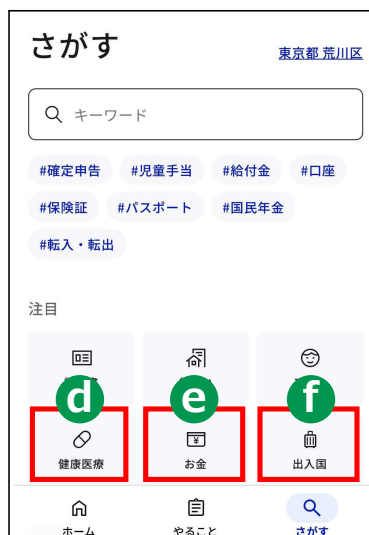 さがす
東京都 荒川区
キーワード
#確定申告 #児童手当 #給付金 #口座
#保険証 #パスポート #国民年金
#転入・転出
注目
d e f
健康医療 お金 出入国
ホーム やること さがす